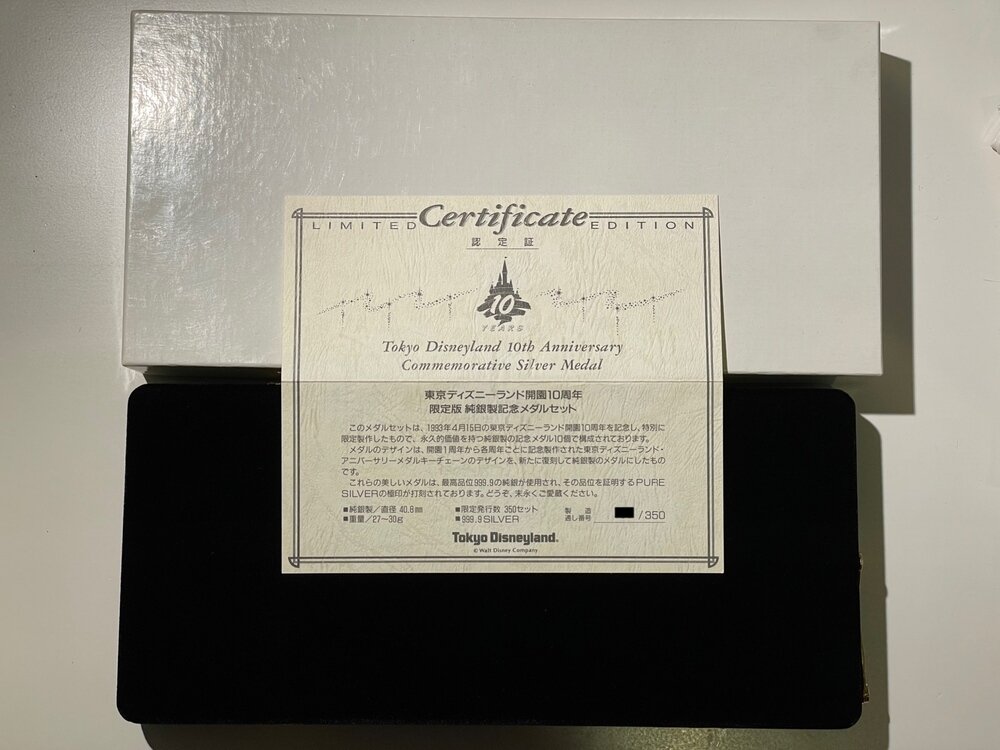 LIMITED Certificate EDITION
認定証
10
YEARS
Tokyo Disneyland 10th Anniversary
Commemorative Silver Medal
東京ディズニーランド開園10周年
限定版 純銀製記念メダルセット
このメダルセットは、1993年4月15日の東京ディズニーランド開園10周年を記念し、特別に
限定製作したもので、永久的価値を持つ純銀製の記念メダル10個で構成されております。
メダルのデザインは、開園1周年から各周年ごとに記念製作された東京ディズニーランド・
アニバーサリーメダルキーチェーンのデザインを、新たに復刻して純銀製のメダルにしたもの
です。
これらの美しいメダルは、最高品位999.9の純銀が使用され、その品位を証明するPURE
SILVERの極印が打刻されております。どうぞ、末永くご愛蔵ください。
■純銀製／直径 40.8㎜ ■限定発行数 350セット 製造
■重量／27〜30g ■999.9 SILVER 通し番号 /350
Tokyo Disneyland®
© Walt Disney Company